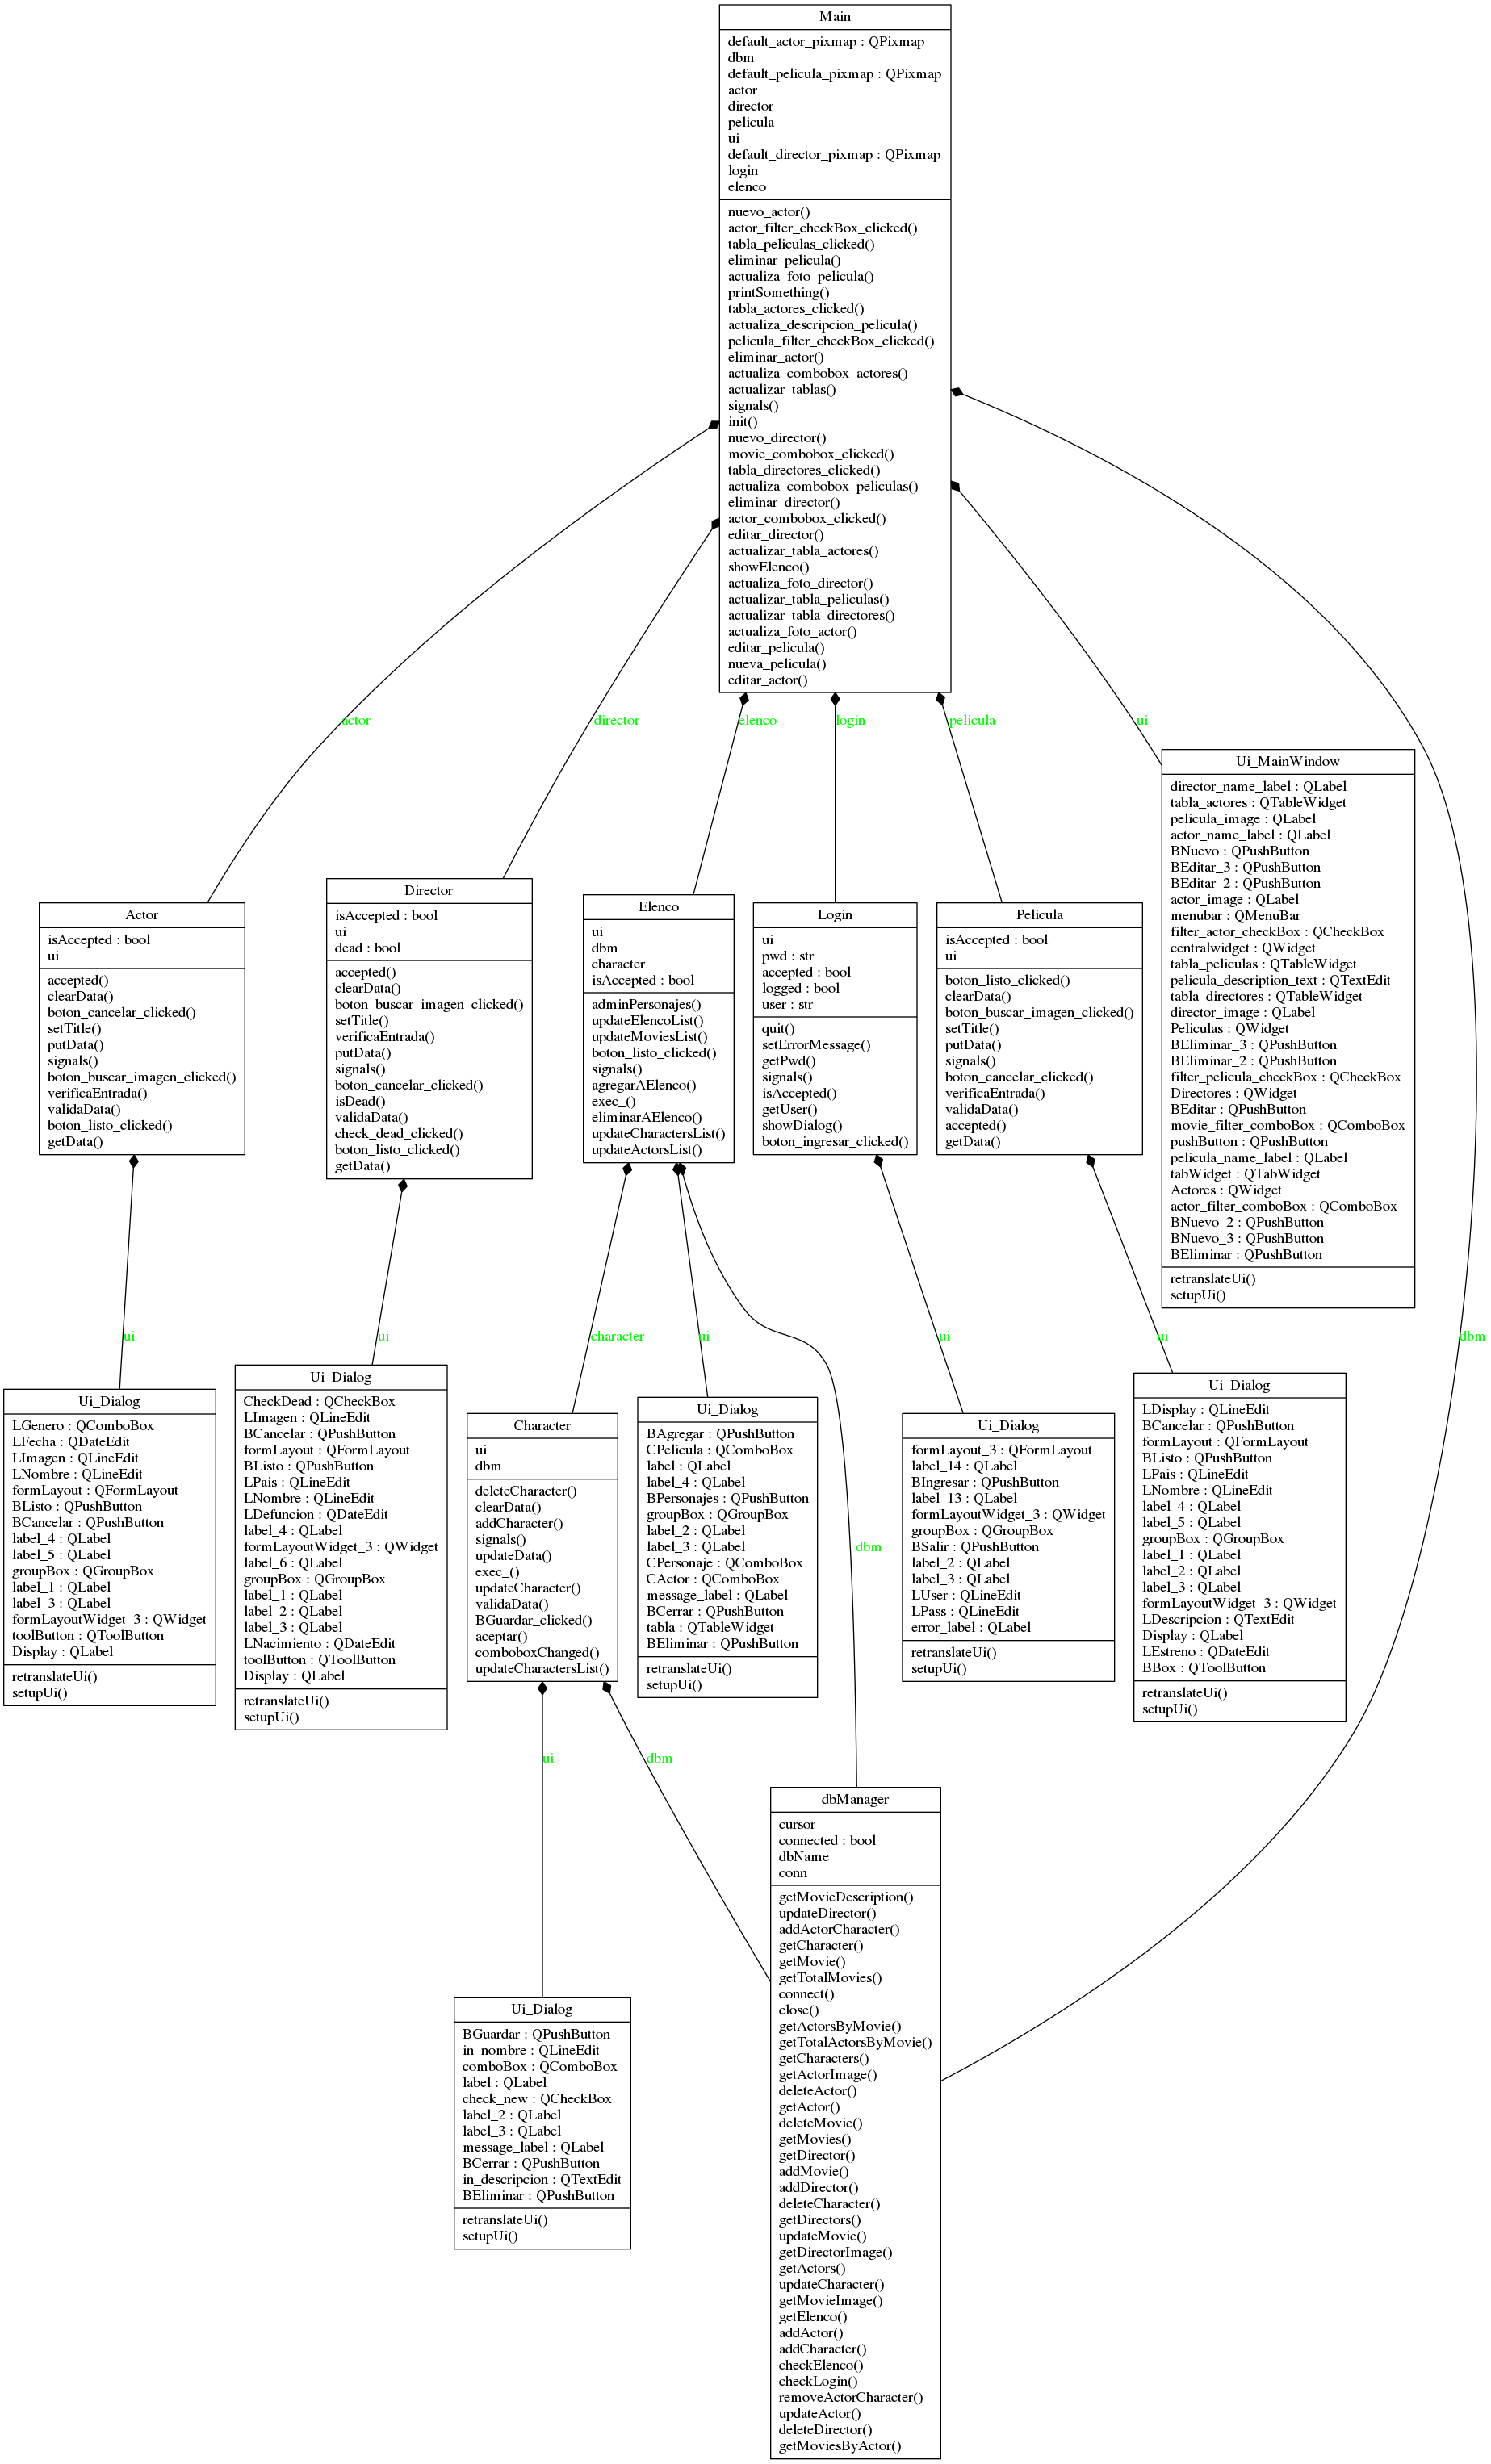 Main
default_actor_pixmap : QPixmap
dbm
default_pelicula_pixmap : QPixmap
actor
director
pelicula
ui
default_director_pixmap : QPixmap
login
elenco
nuevo_actor()
actor_filter_checkBox_clicked()
tabla_peliculas_clicked()
eliminar_pelicula()
actualiza_foto_pelicula()
printSomething()
tabla_actores_clicked()
actualiza_descripcion_pelicula()
pelicula_filter_checkBox_clicked()
eliminar_actor()
actualiza_combobox_actores()
actualizar_tablas()
signals()
init()
nuevo_director()
movie_combobox_clicked()
tabla_directores_clicked()
actualiza_combobox_peliculas()
eliminar_director()
actor_combobox_clicked()
editar_director()
actualizar_tabla_actores()
showElenco()
actualiza_foto_director()
actualizar_tabla_peliculas()
actualizar_tabla_directores()
actualiza_foto_actor()
editar_pelicula()
nueva_pelicula()
editar_actor()
actor
director
elenco
login
pelicula
ui
Actor
isAccepted : bool
ui
accepted()
clearData()
boton_cancelar_clicked()
setTitle()
putData()
signals()
boton_buscar_imagen_clicked()
verificaEntrada()
validaData()
boton_listo_clicked()
getData()
Director
isAccepted : bool
ui
dead : bool
accepted()
clearData()
boton_buscar_imagen_clicked()
setTitle()
verificaEntrada()
putData()
signals()
boton_cancelar_clicked()
isDead()
validaData()
check_dead_clicked()
boton_listo_clicked()
getData()
Elenco
ui
dbm
character
isAccepted : bool
adminPersonajes()
updateElencoList()
updateMoviesList()
boton_listo_clicked()
signals()
agregarAElenco()
exec_()
eliminarAElenco()
updateCharactersList()
updateActorsList()
Login
ui
pwd : str
accepted : bool
logged : bool
user : str
quit()
setErrorMessage()
getPwd()
signals()
isAccepted()
getUser()
showDialog()
boton_ingresar_clicked()
Pelicula
isAccepted : bool
ui
boton_listo_clicked()
clearData()
boton_buscar_imagen_clicked()
setTitle()
putData()
signals()
boton_cancelar_clicked()
verificaEntrada()
validaData()
accepted()
getData()
Ui_MainWindow
director_name_label : QLabel
tabla_actores : QTableWidget
pelicula_image : QLabel
actor_name_label : QLabel
BNuevo : QPushButton
BEditar_3 : QPushButton
BEditar_2 : QPushButton
actor_image : QLabel
menubar : QMenuBar
filter_actor_checkBox : QCheckBox
centralwidget : QWidget
tabla_peliculas : QTableWidget
pelicula_description_text : QTextEdit
tabla_directores : QTableWidget
director_image : QLabel
Peliculas : QWidget
BEliminar_3 : QPushButton
BEliminar_2 : QPushButton
filter_pelicula_checkBox : QCheckBox
Directores : QWidget
BEditar : QPushButton
movie_filter_comboBox : QComboBox
pushButton : QPushButton
pelicula_name_label : QLabel
tabWidget : QTabWidget
Actores : QWidget
actor_filter_comboBox : QComboBox
BNuevo_2 : QPushButton
BNuevo_3 : QPushButton
BEliminar : QPushButton
retranslateUi()
setupUi()
ui
ui
character
ui
ui
ui
dbm
Ui_Dialog
LGenero : QComboBox
LFecha : QDateEdit
LImagen : QLineEdit
LNombre : QLineEdit
formLayout : QFormLayout
BListo : QPushButton
BCancelar : QPushButton
label_4 : QLabel
label_5 : QLabel
groupBox : QGroupBox
label_1 : QLabel
label_3 : QLabel
formLayoutWidget_3 : QWidget
toolButton : QToolButton
Display : QLabel
retranslateUi()
setupUi()
Ui_Dialog
CheckDead : QCheckBox
LImagen : QLineEdit
BCancelar : QPushButton
formLayout : QFormLayout
BListo : QPushButton
LPais : QLineEdit
LNombre : QLineEdit
LDefuncion : QDateEdit
label_4 : QLabel
formLayoutWidget_3 : QWidget
label_6 : QLabel
groupBox : QGroupBox
label_1 : QLabel
label_2 : QLabel
label_3 : QLabel
LNacimiento : QDateEdit
toolButton : QToolButton
Display : QLabel
retranslateUi()
setupUi()
Character
ui
dbm
deleteCharacter()
clearData()
addCharacter()
signals()
updateData()
exec_()
updateCharacter()
validaData()
BGuardar_clicked()
aceptar()
comboboxChanged()
updateCharactersList()
Ui_Dialog
BAgregar : QPushButton
CPelicula : QComboBox
label : QLabel
label_4 : QLabel
BPersonajes : QPushButton
groupBox : QGroupBox
label_2 : QLabel
label_3 : QLabel
CPersonaje : QComboBox
CActor : QComboBox
message_label : QLabel
BCerrar : QPushButton
tabla : QTableWidget
BEliminar : QPushButton
retranslateUi()
setupUi()
dbm
Ui_Dialog
formLayout_3 : QFormLayout
label_14 : QLabel
BIngresar : QPushButton
label_13 : QLabel
formLayoutWidget_3 : QWidget
groupBox : QGroupBox
BSalir : QPushButton
label_2 : QLabel
label_3 : QLabel
LUser : QLineEdit
LPass : QLineEdit
error_label : QLabel
retranslateUi()
setupUi()
Ui_Dialog
LDisplay : QLineEdit
BCancelar : QPushButton
formLayout : QFormLayout
BListo : QPushButton
LPais : QLineEdit
LNombre : QLineEdit
label_4 : QLabel
label_5 : QLabel
groupBox : QGroupBox
label_1 : QLabel
label_2 : QLabel
label_3 : QLabel
formLayoutWidget_3 : QWidget
LDescripcion : QTextEdit
Display : QLabel
LEstreno : QDateEdit
BBox : QToolButton
retranslateUi()
setupUi()
ui
dbm
Ui_Dialog
BGuardar : QPushButton
in_nombre : QLineEdit
comboBox : QComboBox
label : QLabel
check_new : QCheckBox
label_2 : QLabel
label_3 : QLabel
message_label : QLabel
BCerrar : QPushButton
in_descripcion : QTextEdit
BEliminar : QPushButton
retranslateUi()
setupUi()
dbManager
cursor
connected : bool
dbName
conn
getMovieDescription()
updateDirector()
addActorCharacter()
getCharacter()
getMovie()
getTotalMovies()
connect()
close()
getActorsByMovie()
getTotalActorsByMovie()
getCharacters()
getActorImage()
deleteActor()
getActor()
deleteMovie()
getMovies()
getDirector()
addMovie()
addDirector()
deleteCharacter()
getDirectors()
updateMovie()
getDirectorImage()
getActors()
updateCharacter()
getMovieImage()
getElenco()
addActor()
addCharacter()
checkElenco()
checkLogin()
removeActorCharacter()
updateActor()
deleteDirector()
getMoviesByActor()